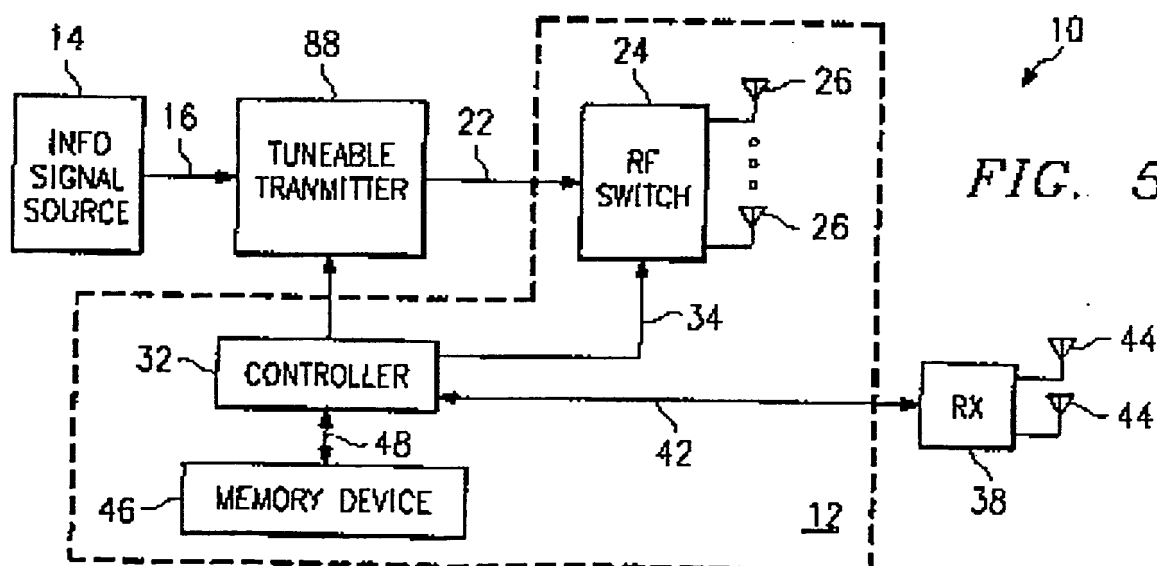 14
88
24
26
10
INFO
SIGNAL
SOURCE
16
TUNEABLE
TRANMITTER
22
RF
SWITCH
26
FIG. 5
34
32
CONTROLLER
44
RX
44
42
48
46
MEMORY DEVICE
12
38